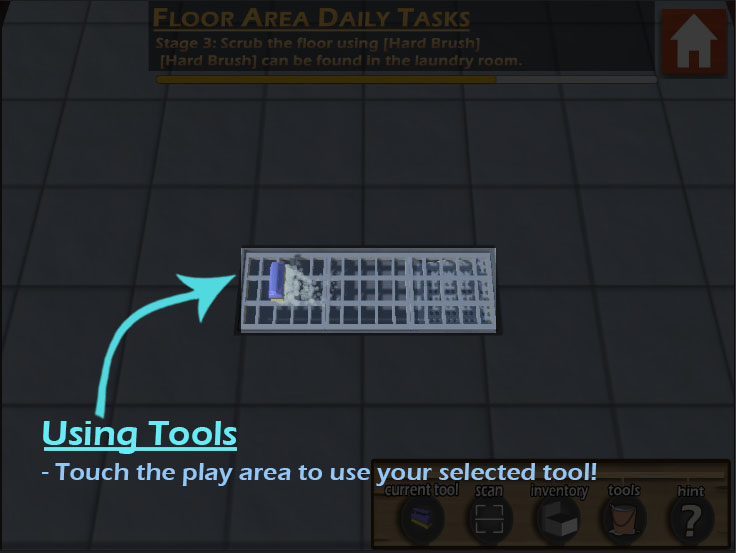 FLOOR AREA DAILY TASKS
Stage 3: Scrub the floor using [Hard Brush]
[Hard Brush] can be found in the laundry room.
Using Tools
- Touch the play area to use your selected tool!
current tool scan inventory tools hint
?